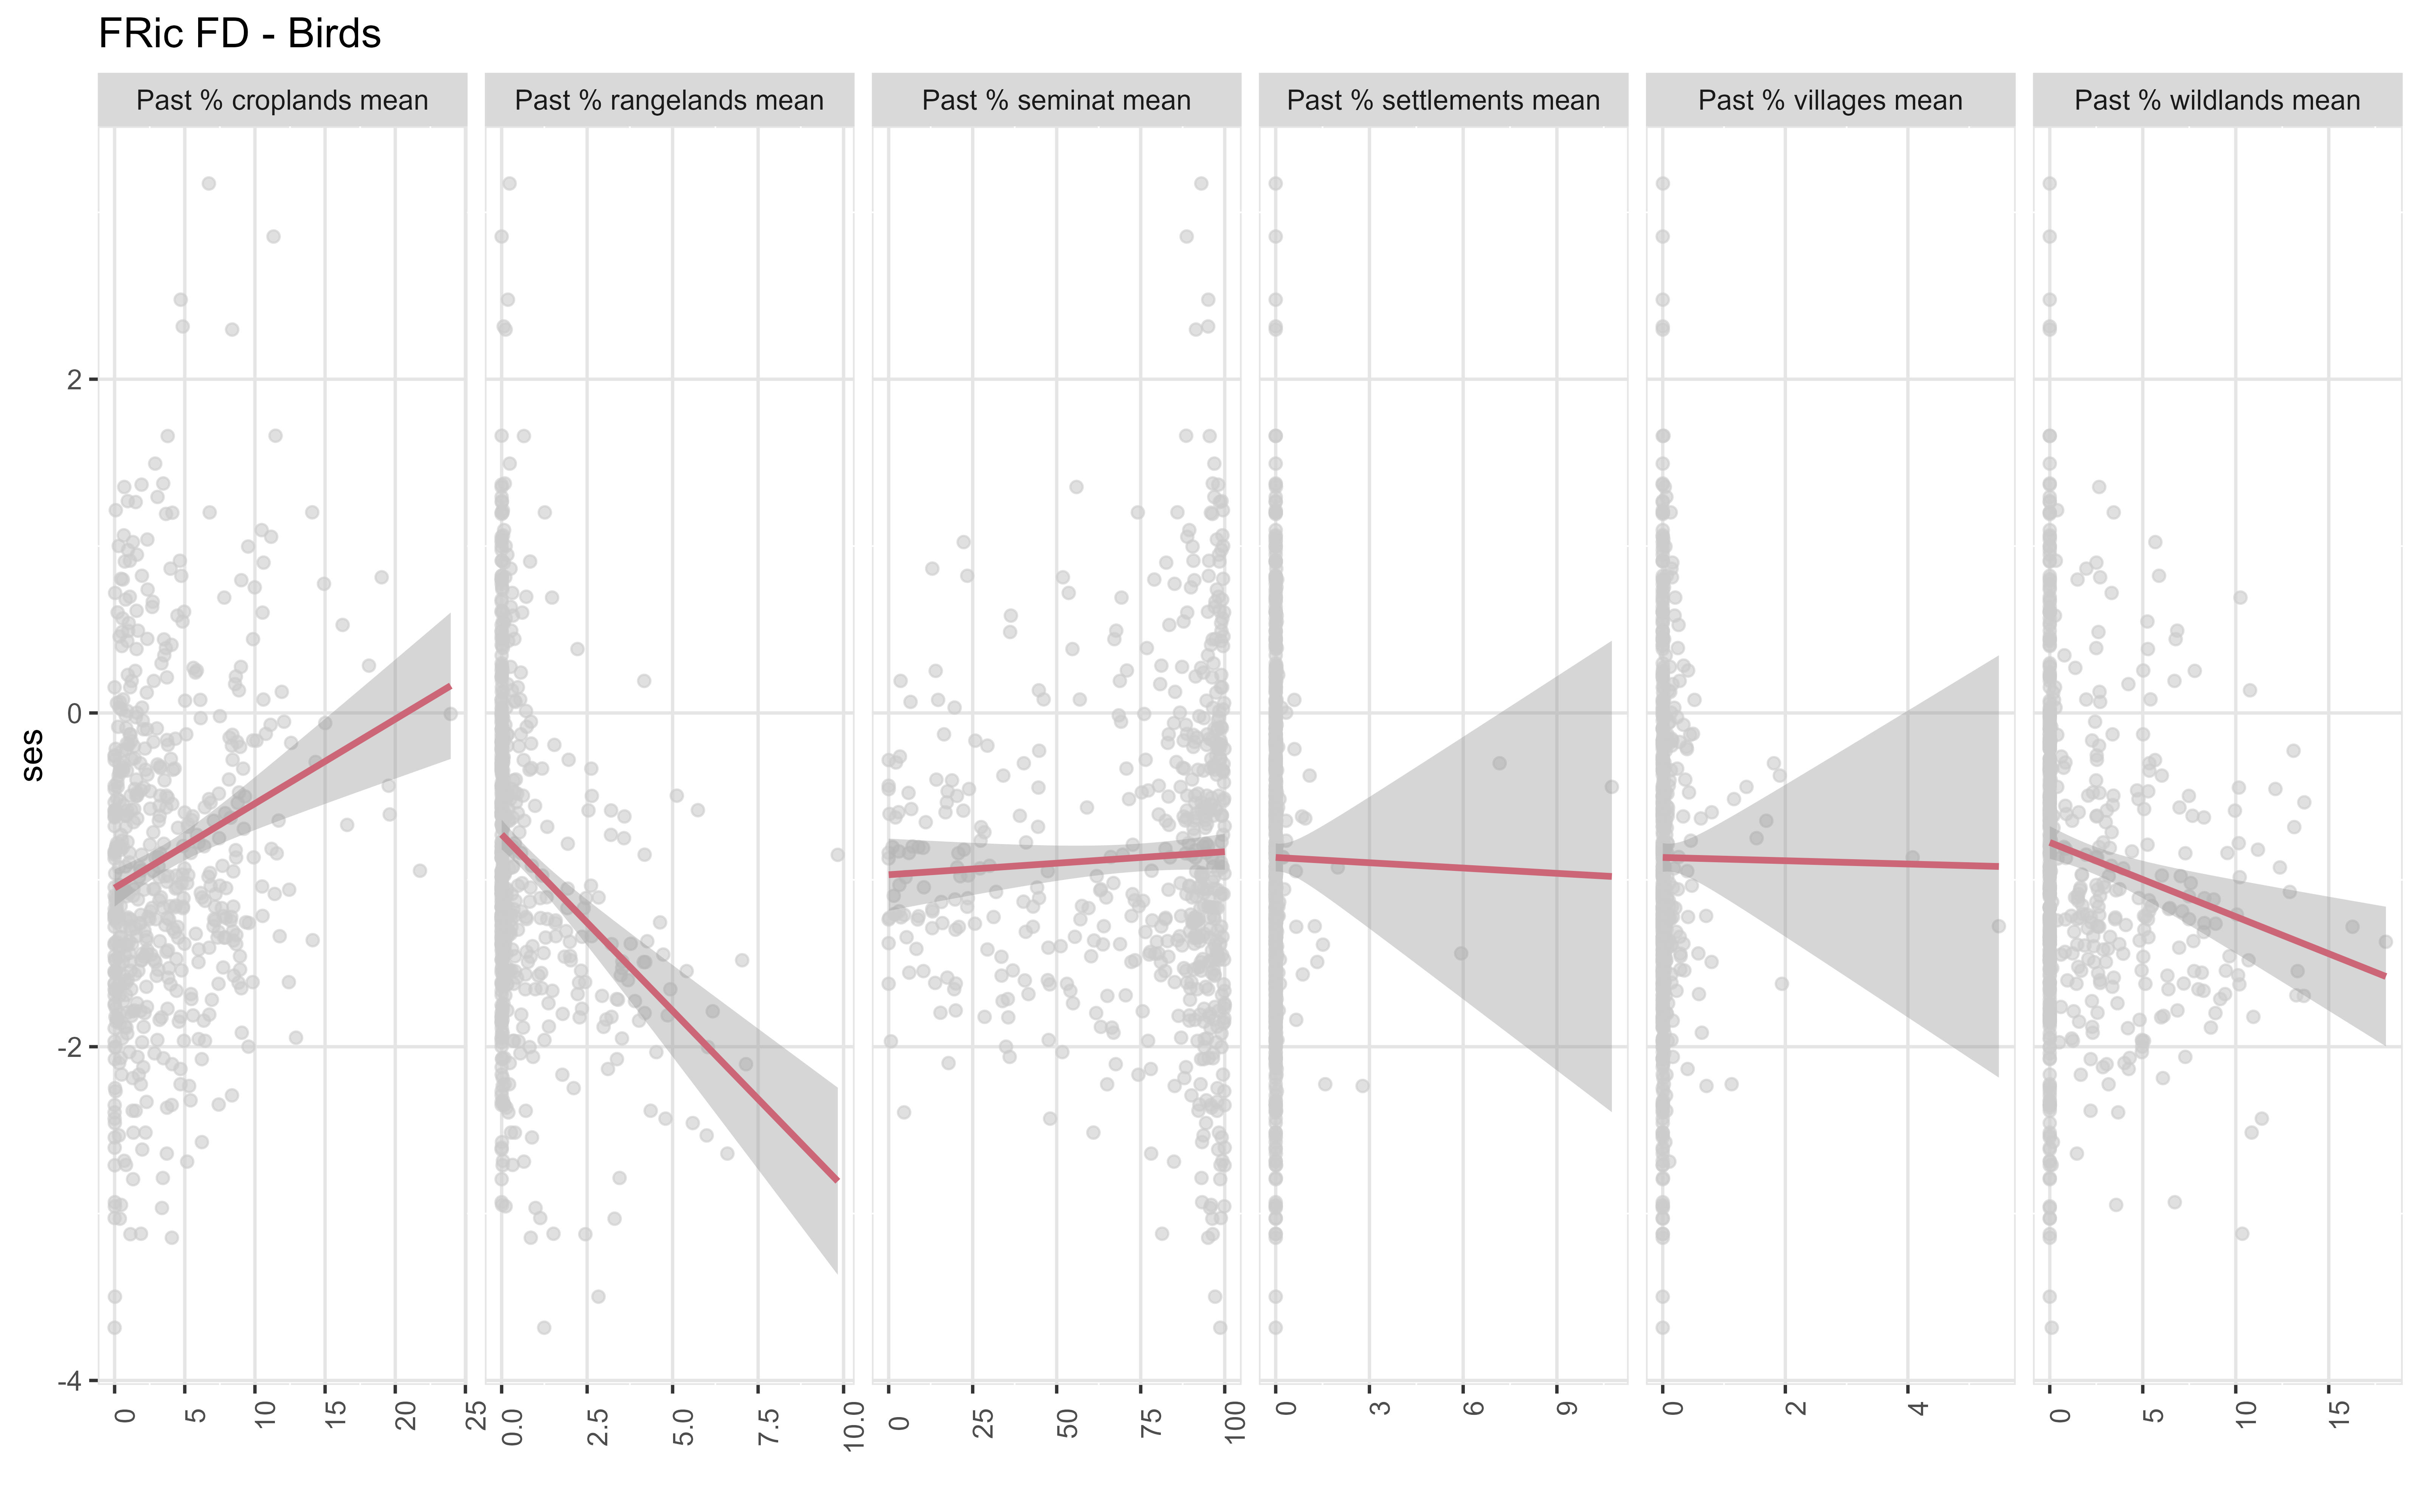 FRic FD - Birds
Past % croplands mean
Past % rangelands mean
Past % seminat mean
Past % settlements mean
Past % villages mean
Past % wildlands mean
ses
2
0
-2
-4
0 5 10 15 20 25
0.0 2.5 5.0 7.5 10.0
0 25 50 75 100
0 3 6 9
0 2 4
0 5 10 15